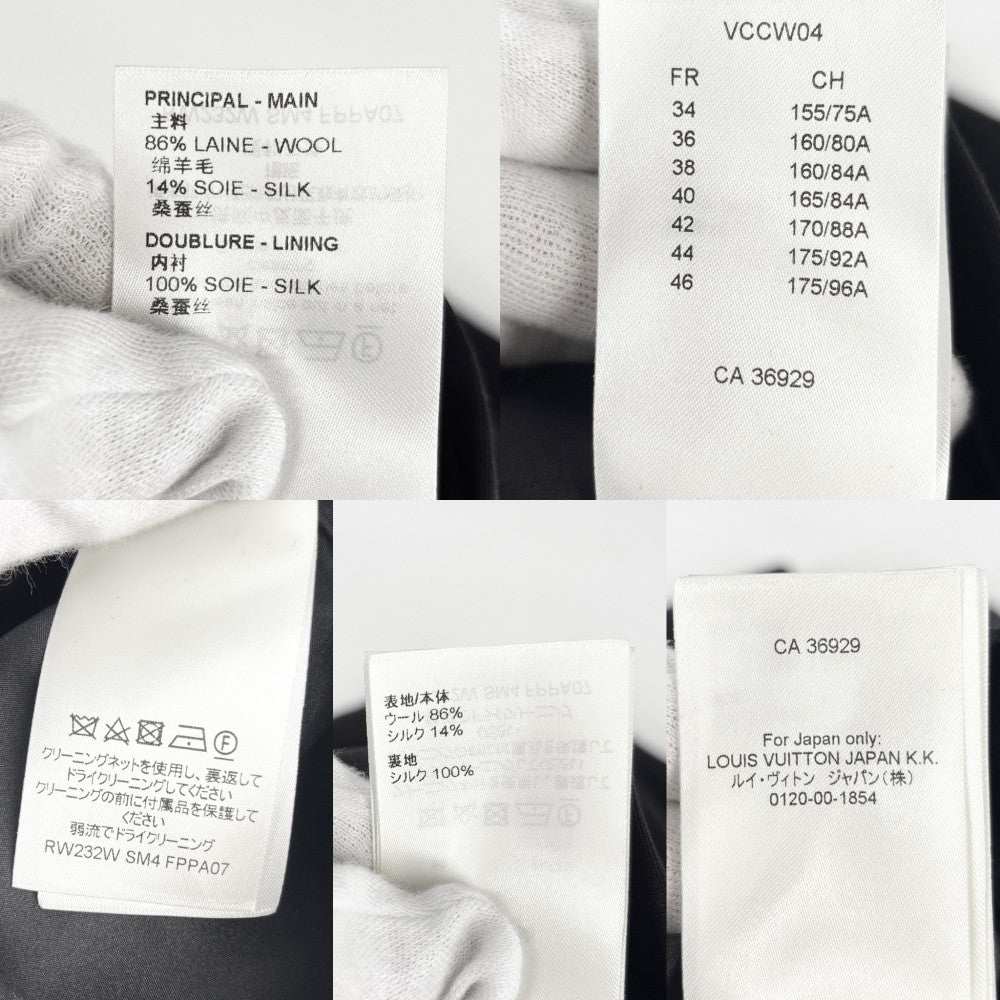 PRINCIPAL - MAIN
主料
86% LAINE - WOOL
绵羊毛
14% SOIE - SILK
桑蚕丝
DOUBLURE - LINING
内衬
100% SOIE - SILK
桑蚕丝
VCCW04
FR CH
34 155/75A
36 160/80A
38 160/84A
40 165/84A
42 170/88A
44 175/92A
46 175/96A
CA 36929
クリーニングネットを使用し、裏返して
ドライクリーニングしてください
クリーニングの前に付属品を保護して
ください
弱流でドライクリーニング
RW232W SM4 FPPA07
表地/本体
ウール 86%
シルク 14%
裏地
シルク 100%
CA 36929
For Japan only:
LOUIS VUITTON JAPAN K.K.
ルイ・ヴィトン ジャパン(株)
0120-00-1854